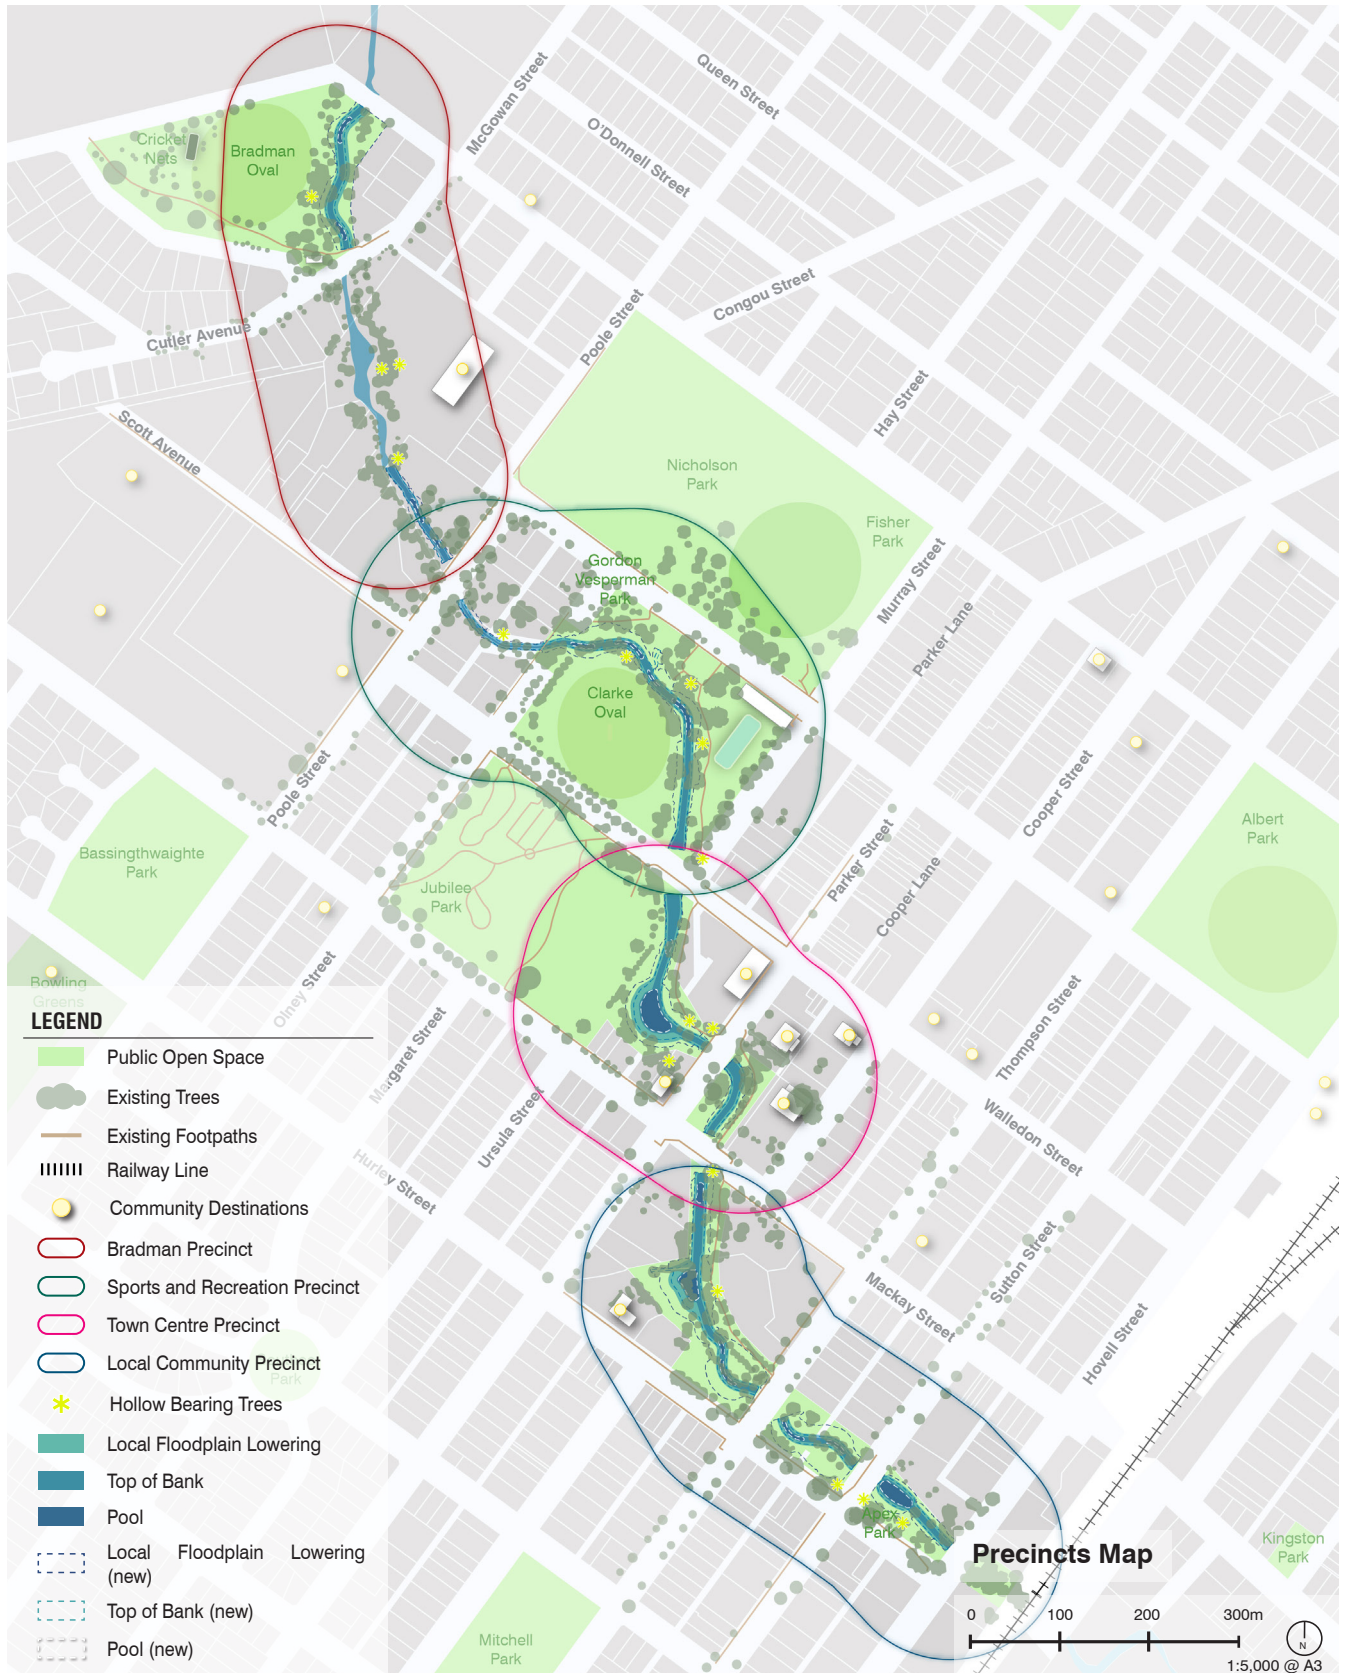 Queen Street
McGowan Street
O'Donnell Street
Cricket
Nets
Bradman
Oval
Congou Street
Poole Street
Cutler Avenue
Hay Street
Scott Avenue
Nicholson
Park
Fisher
Park
Gordon
Vesperman
Park
Murray Street
Parker Lane
Clarke
Oval
Poole Street
Cooper Street
Albert
Park
Bassingthwaighte
Park
Parker Street
Jubilee
Park
Cooper Lane
Bowling
Greens
Olney Street
Thompson Street
Margaret Street
Walledon Street
Ursula Street
Hurley Street
Sutton Street
Mackay Street
Hovell Street
Park
Apex
Park
Kingston
Park
Mitchell
Park
LEGEND
Public Open Space
Existing Trees
Existing Footpaths
Railway Line
Community Destinations
Bradman Precinct
Sports and Recreation Precinct
Town Centre Precinct
Local Community Precinct
Hollow Bearing Trees
Local Floodplain Lowering
Top of Bank
Pool
Local Floodplain Lowering
(new)
Top of Bank (new)
Pool (new)
Precincts Map
0 100 200 300m
N
1:5,000 @ A3